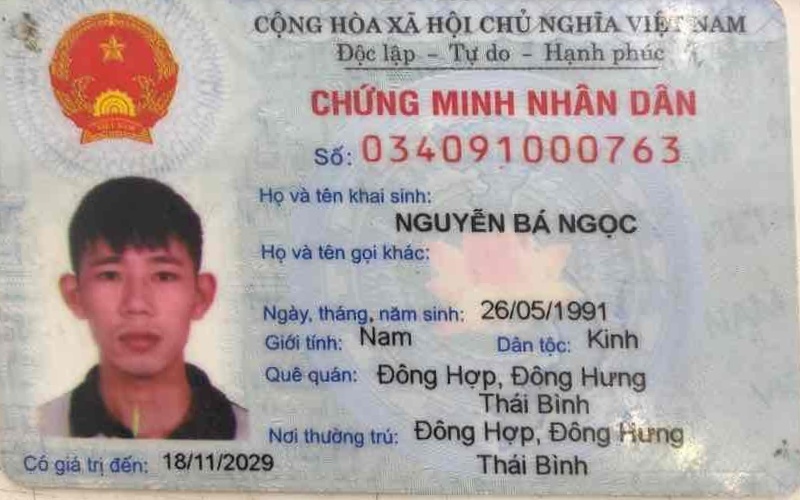 CỘNG HÒA XÃ HỘI CHỦ NGHĨA VIỆT NAM
Độc lập - Tự do - Hạnh phúc
CHỨNG MINH NHÂN DÂN
Số: 034091000763
Họ và tên khai sinh:
NGUYỄN BÁ NGỌC
Họ và tên gọi khác:
Ngày, tháng, năm sinh: 26/05/1991
Giới tính: Nam Dân tộc: Kinh
Quê quán: Đông Hợp, Đông Hưng
Thái Bình
Nơi thường trú: Đông Hợp, Đông Hưng
Thái Bình
Có giá trị đến: 18/11/2029